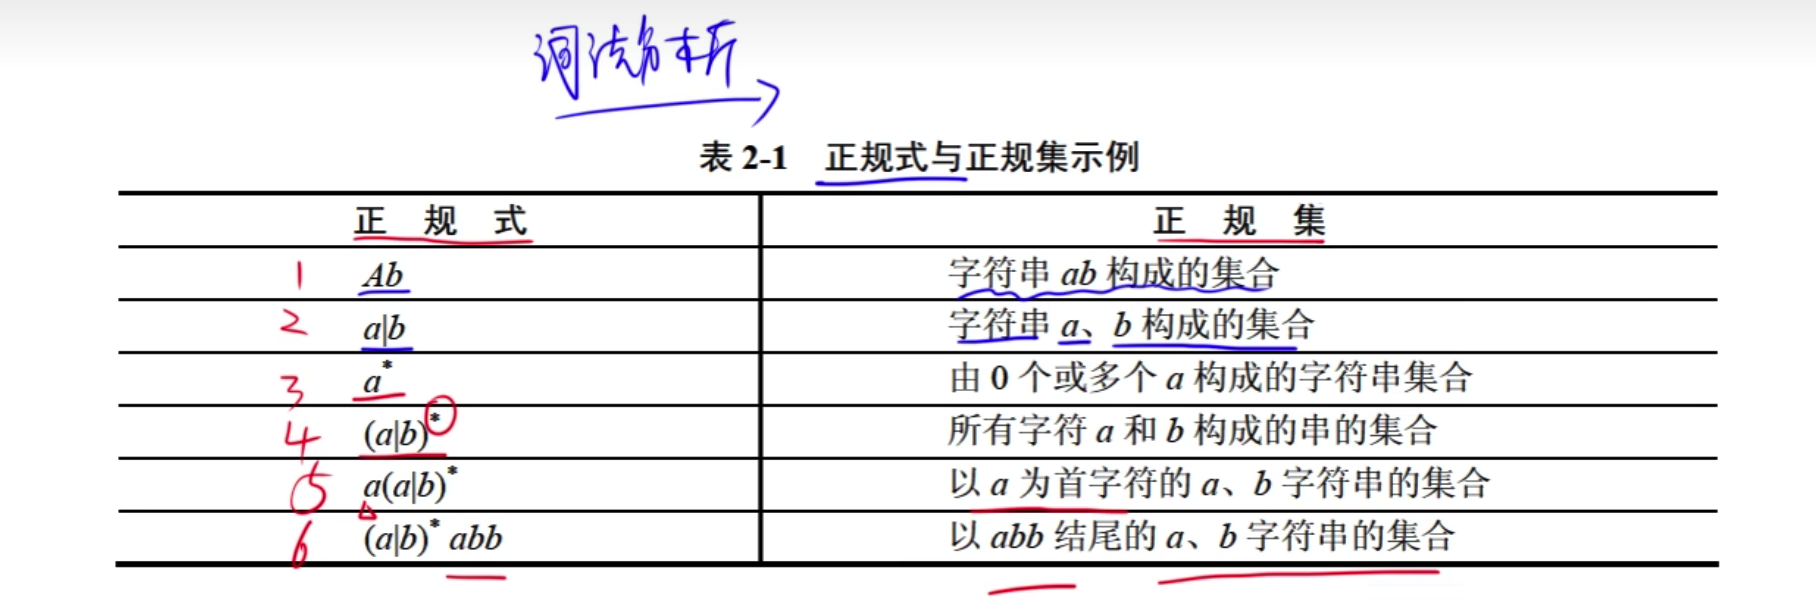 词法分析
表 2-1 正规式与正规集示例
正 规 式 正 规 集
1 Ab 字符串 ab 构成的集合
2 a|b 字符串 a、b 构成的集合
3 a* 由 0 个或多个 a 构成的字符串集合
4 (a|b)* 所有字符 a 和 b 构成的串的集合
5 a(a|b)* 以 a 为首字符的 a、b 字符串的集合
6 (a|b)* abb 以 abb 结尾的 a、b 字符串的集合